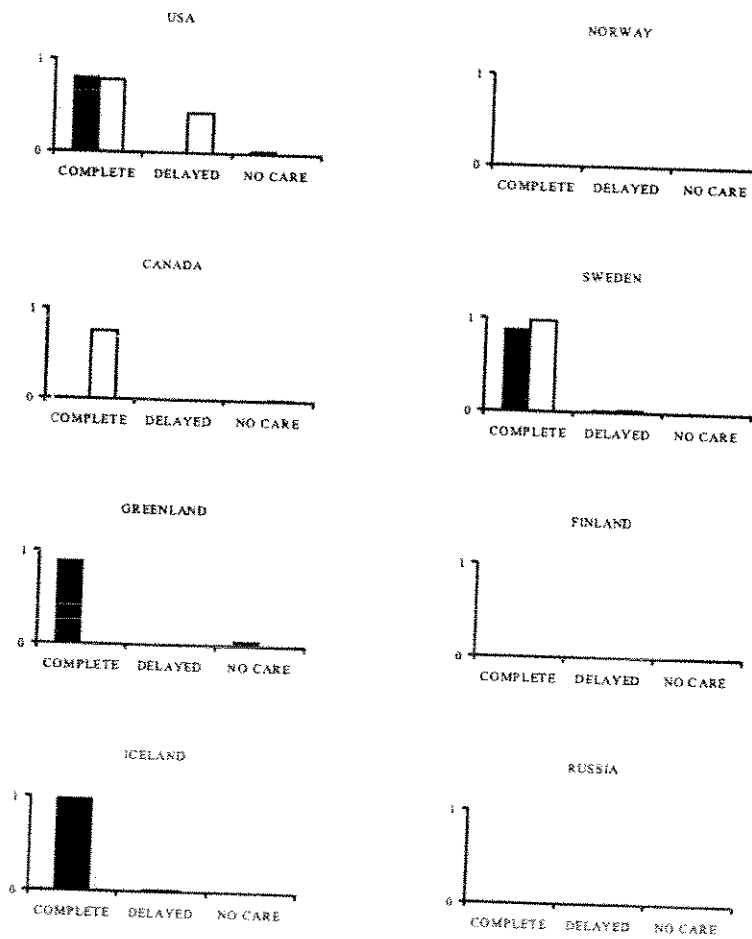 USA
1
0
COMPLETE DELAYED NO CARE
NORWAY
1
0
COMPLETE DELAYED NO CARE
CANADA
1
0
COMPLETE DELAYED NO CARE
SWEDEN
1
0
COMPLETE DELAYED NO CARE
GREENLAND
1
0
COMPLETE DELAYED NO CARE
FINLAND
1
0
COMPLETE DELAYED NO CARE
ICELAND
1
0
COMPLETE DELAYED NO CARE
RUSSIA
1
0
COMPLETE DELAYED NO CARE